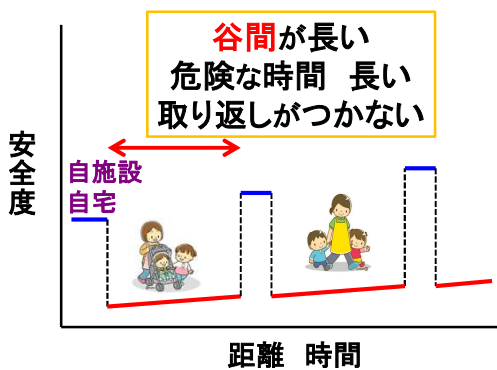 谷間が長い
危険な時間　長い
取り返しがつかない
安全度
自施設
自宅
距離　時間